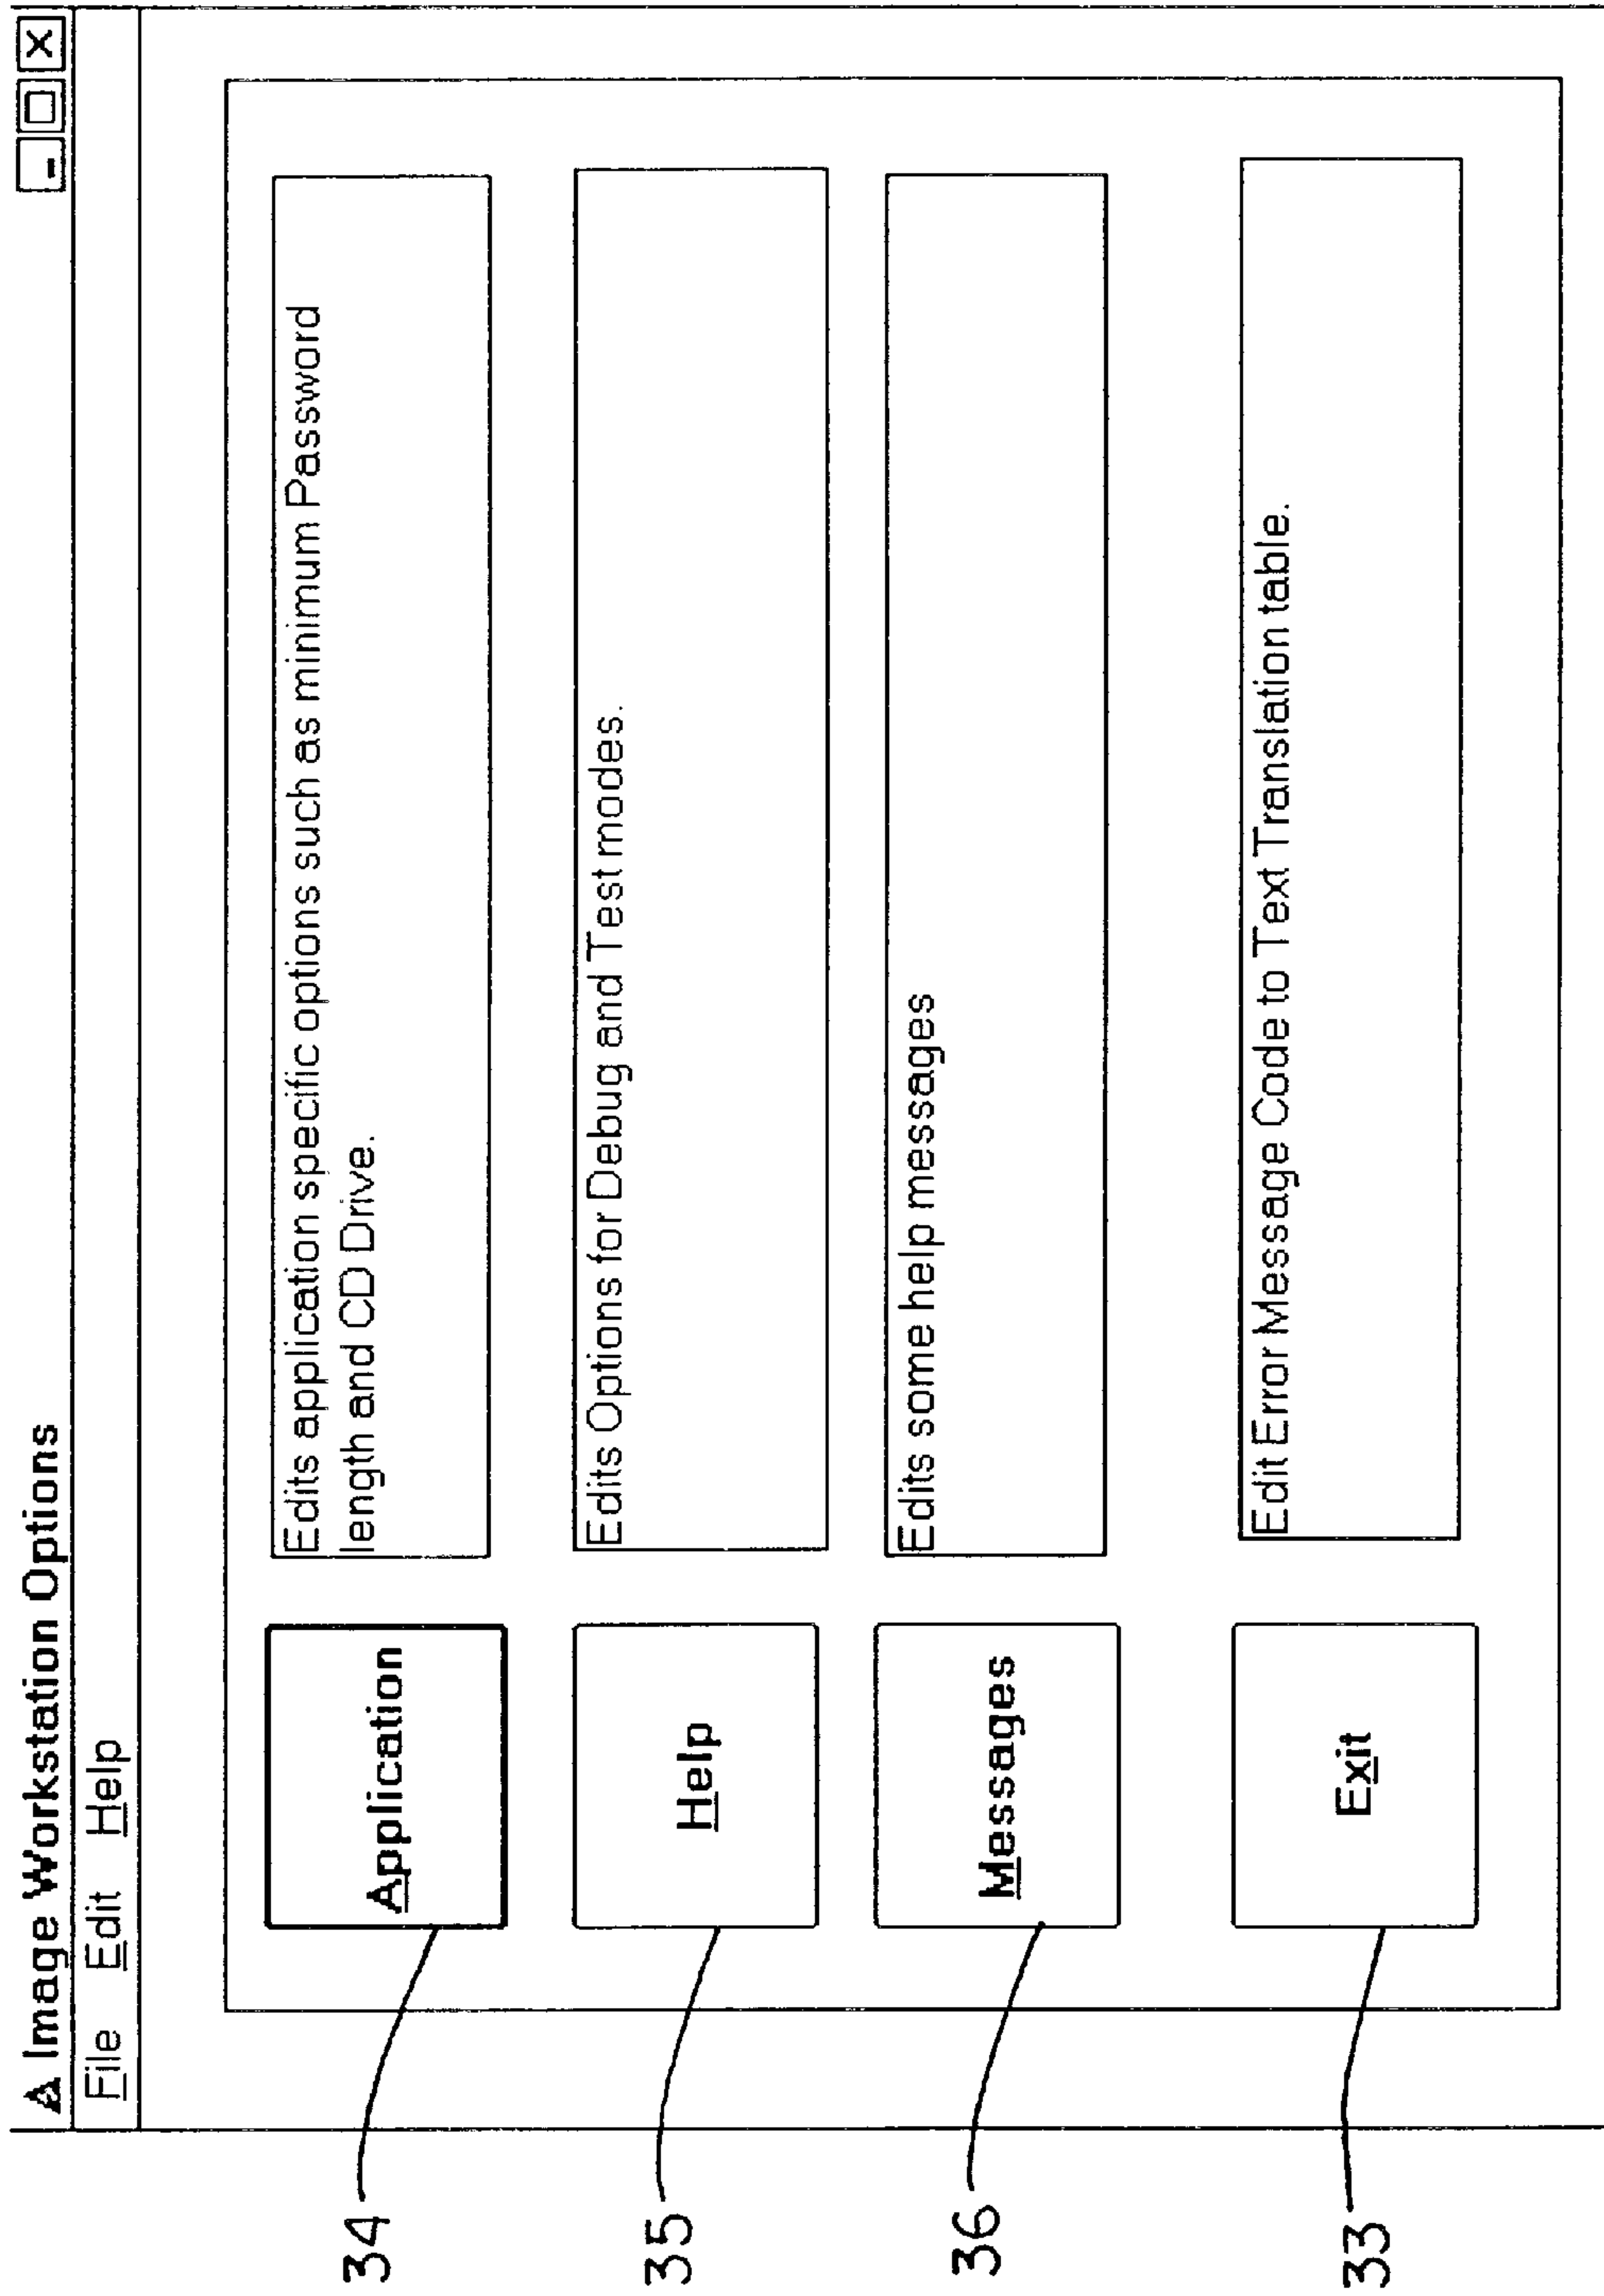 Image Workstation Options
File Edit Help
34
Application
Edits application specific options such as minimum Password
length and CD Drive.
35
Help
Edits Options for Debug and Test modes.
36
Messages
Edits some help messages
33
Exit
Edit Error Message Code to Text Translation table.